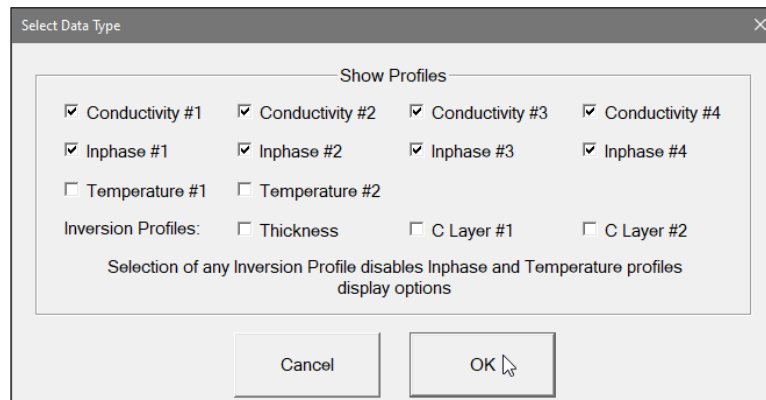 Select Data Type
Show Profiles
Conductivity #1 Conductivity #2 Conductivity #3 Conductivity #4
Inphase #1 Inphase #2 Inphase #3 Inphase #4
Temperature #1 Temperature #2
Inversion Profiles: Thickness C Layer #1 C Layer #2
Selection of any Inversion Profile disables Inphase and Temperature profiles
display options
Cancel OK